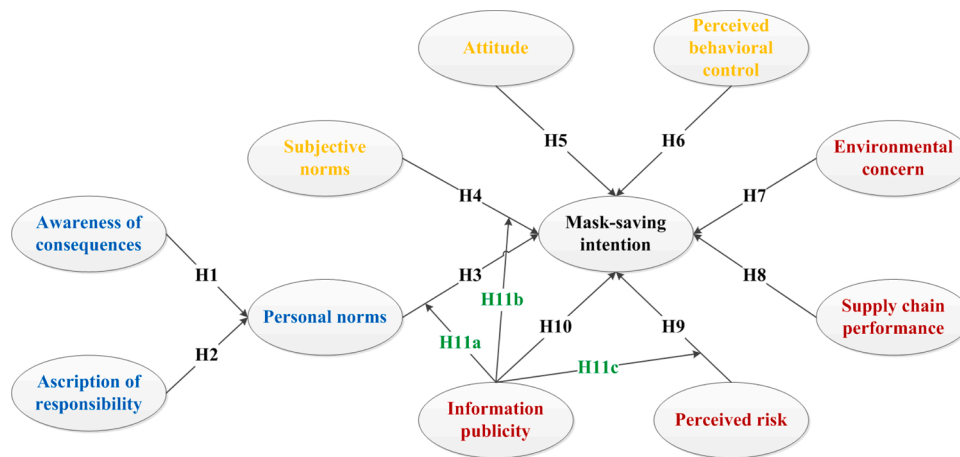 Attitude
Perceived
behavioral
control
H5
H6
Subjective
norms
Environmental
concern
H4
H7
Awareness of
consequences
Mask-saving
intention
H1
H3
H8
H11b
Personal norms
Supply chain
performance
H10
H9
H11a
H2
H11c
Ascription of
responsibility
Information
publicity
Perceived risk